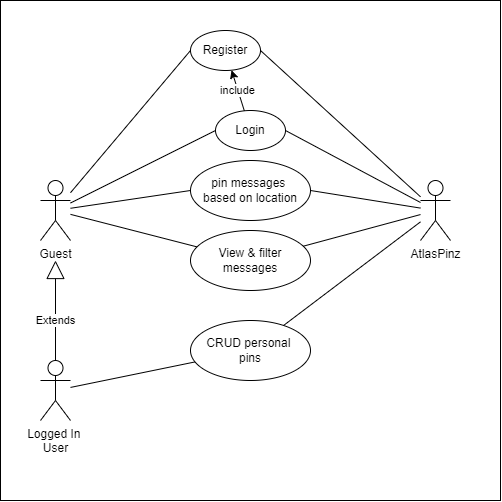 Register
include
Login
pin messages
based on location
Guest
AtlasPinz
View & filter
messages
Extends
CRUD personal
pins
Logged In
User